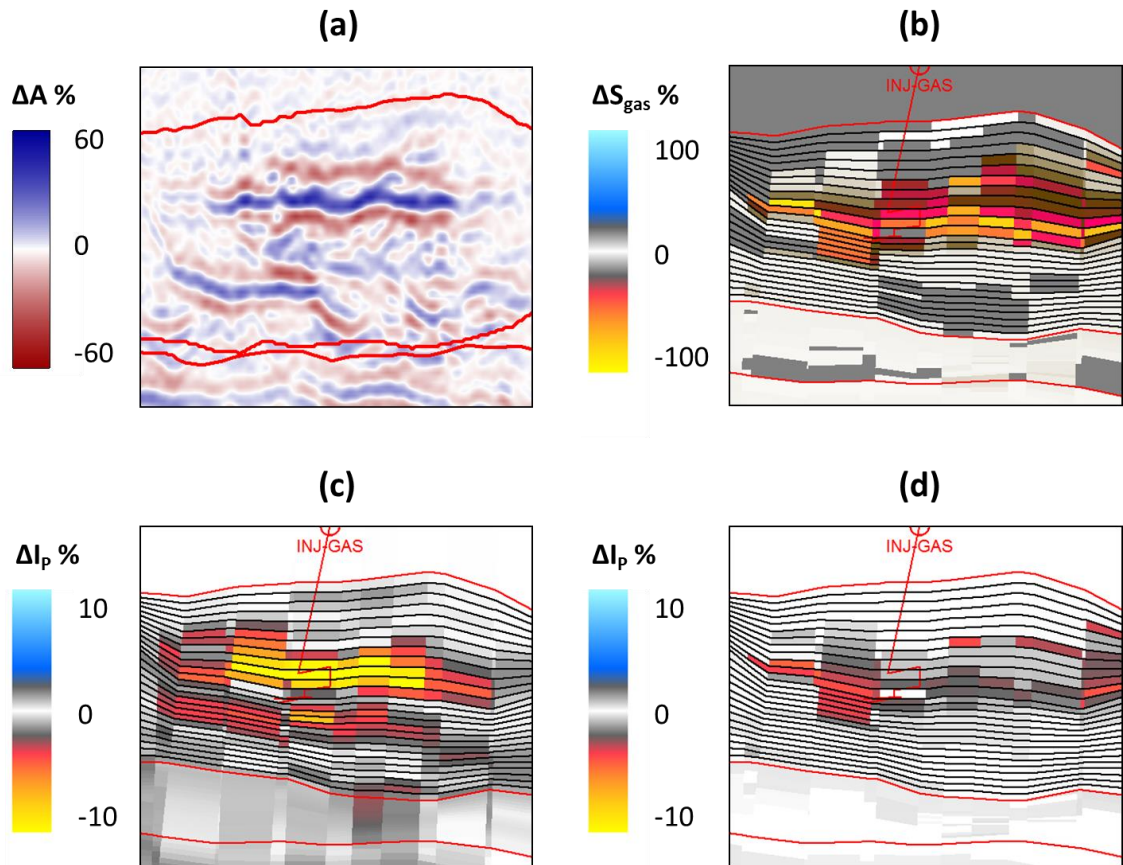 (a)
(b)
ΔA %
60
0
-60
ΔSgas %
100
0
-100
INJ-GAS
(c)
(d)
ΔIP %
10
0
-10
INJ-GAS
ΔIP %
10
0
-10
INJ-GAS